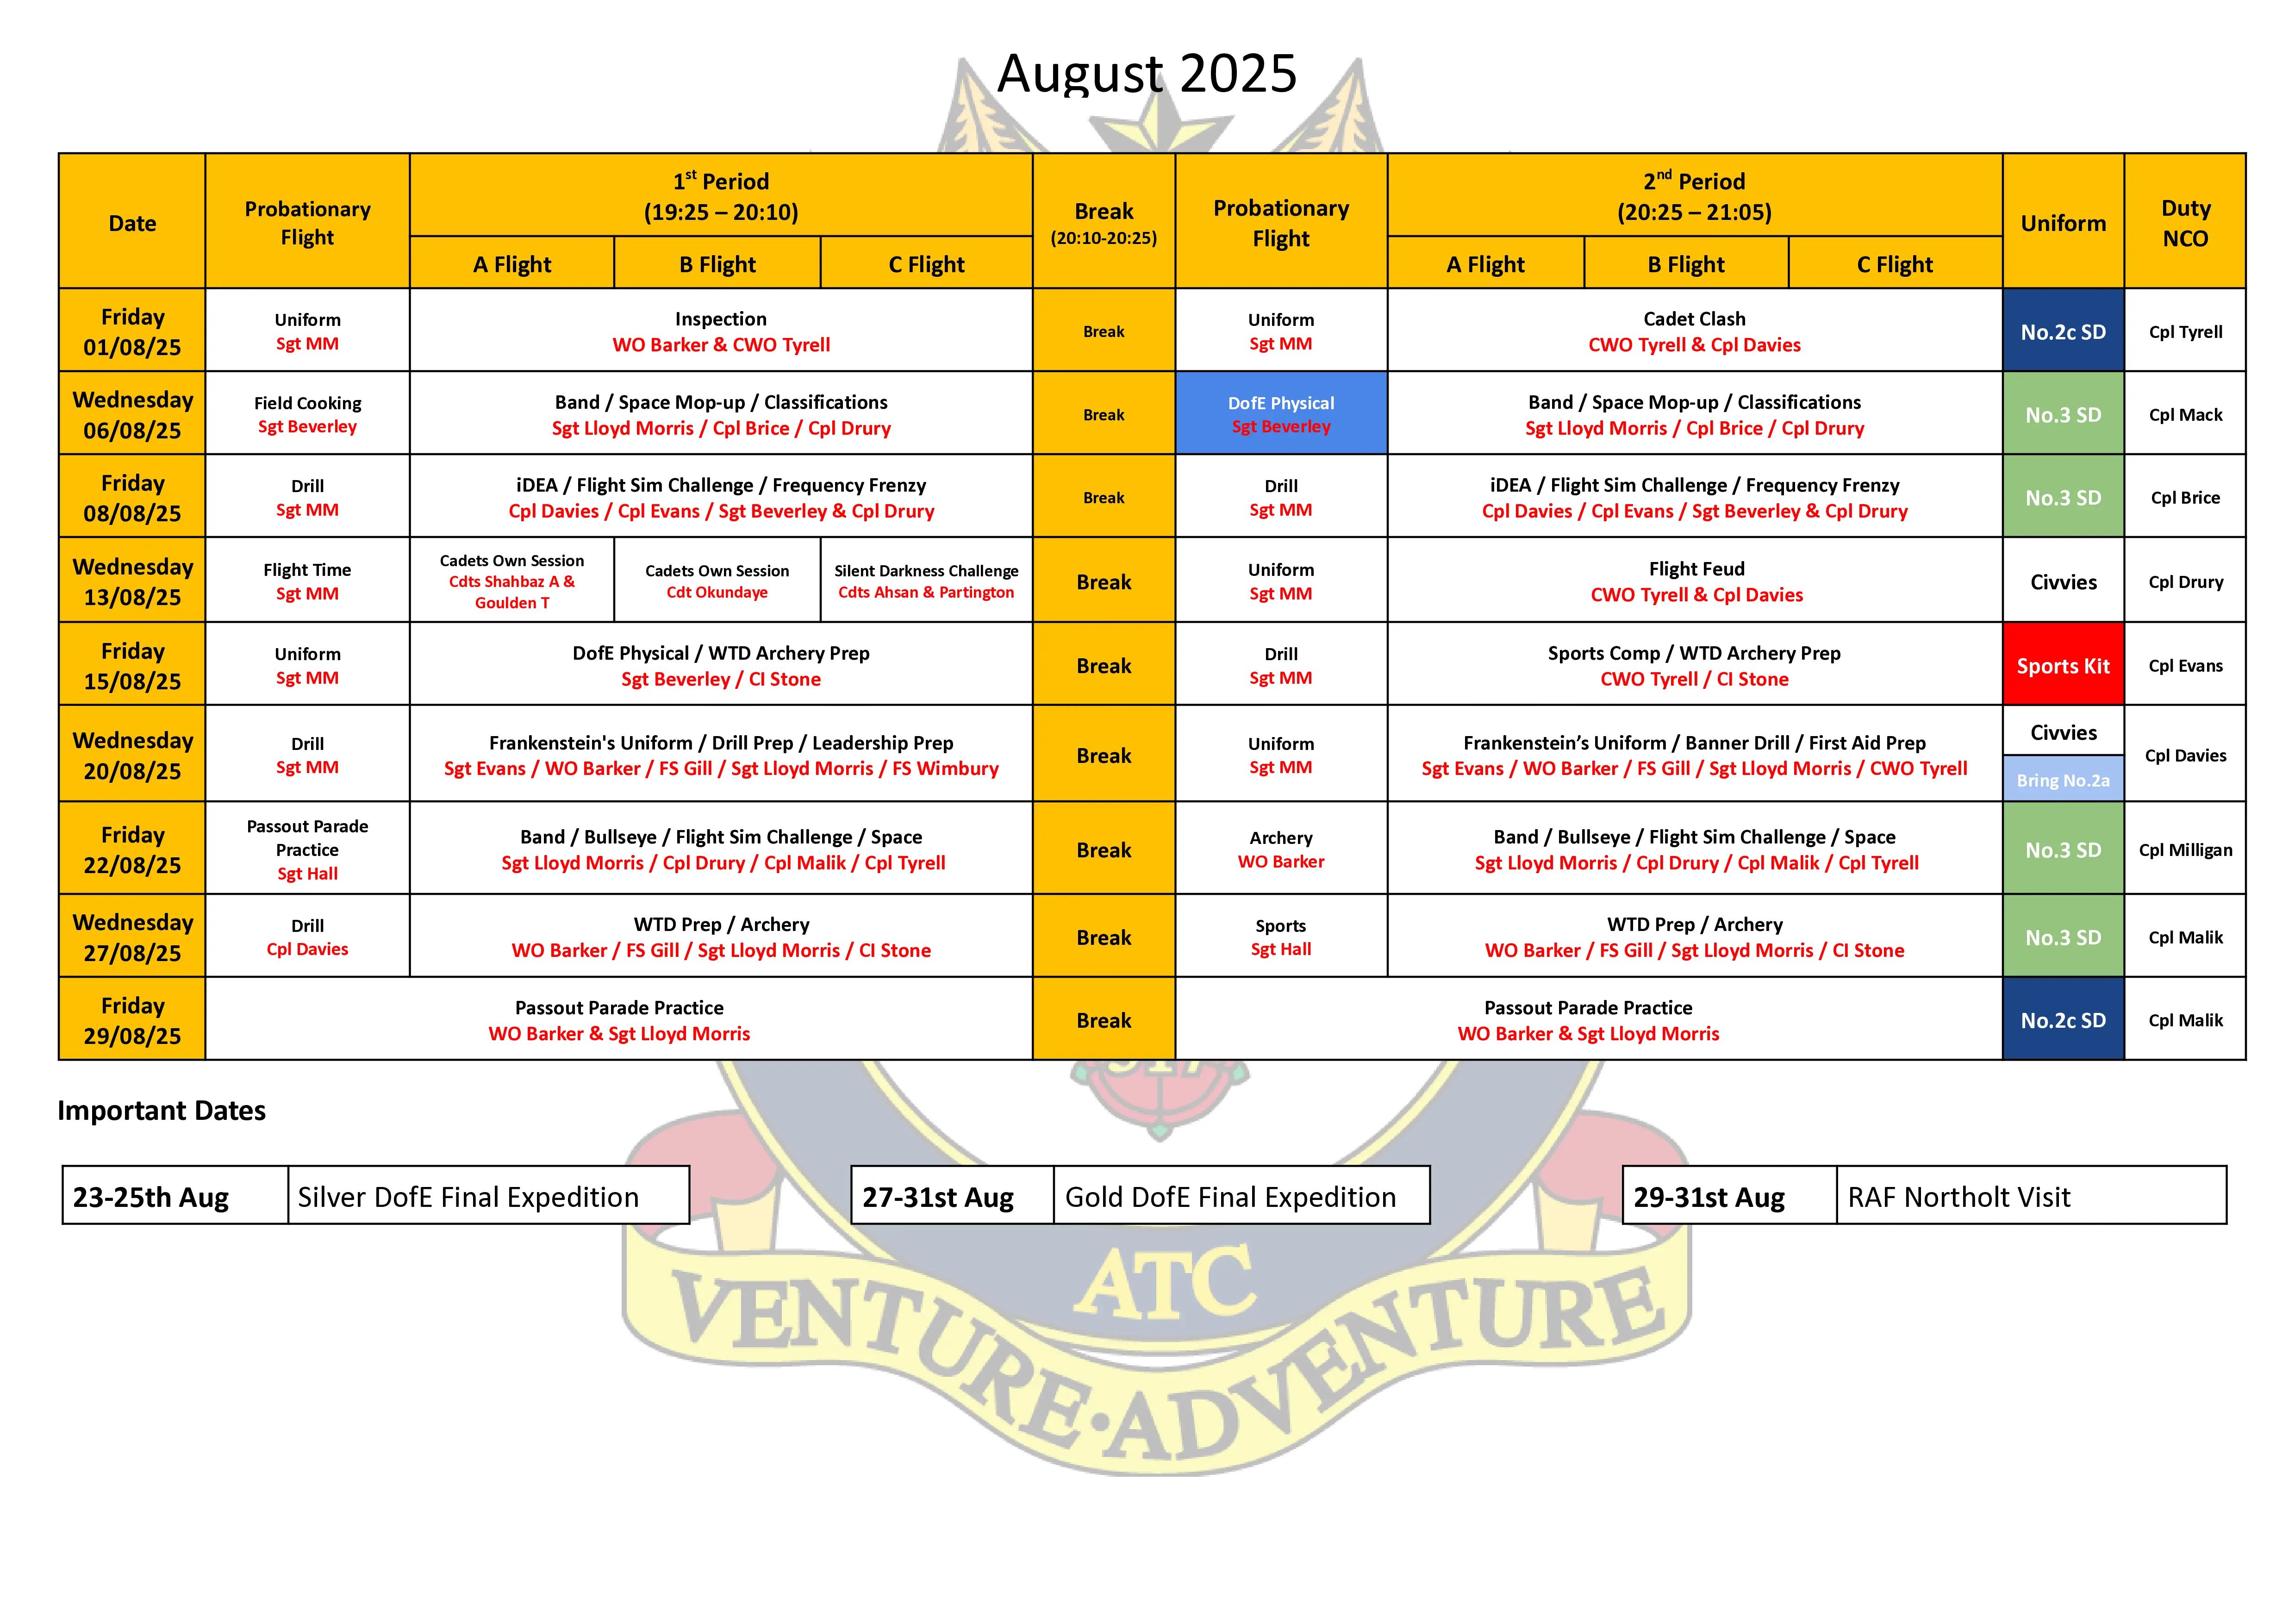 August 2025
Date
Probationary
Flight
1st Period
(19:25 – 20:10)
Break
(20:10-20:25)
Probationary
Flight
2nd Period
(20:25 – 21:05)
Uniform
Duty
NCO
A Flight
B Flight
C Flight
A Flight
B Flight
C Flight
Friday
01/08/25
Uniform
Sgt MM
Inspection
WO Barker & CWO Tyrell
Break
Uniform
Sgt MM
Cadet Clash
CWO Tyrell & Cpl Davies
No.2c SD
Cpl Tyrell
Wednesday
06/08/25
Field Cooking
Sgt Beverley
Band / Space Mop-up / Classifications
Sgt Lloyd Morris / Cpl Brice / Cpl Drury
Break
DofE Physical
Sgt Beverley
Band / Space Mop-up / Classifications
Sgt Lloyd Morris / Cpl Brice / Cpl Drury
No.3 SD
Cpl Mack
Friday
08/08/25
Drill
Sgt MM
iDEA / Flight Sim Challenge / Frequency Frenzy
Cpl Davies / Cpl Evans / Sgt Beverley & Cpl Drury
Break
Drill
Sgt MM
iDEA / Flight Sim Challenge / Frequency Frenzy
Cpl Davies / Cpl Evans / Sgt Beverley & Cpl Drury
No.3 SD
Cpl Brice
Wednesday
13/08/25
Flight Time
Sgt MM
Cadets Own Session
Cdts Shahbaz A &
Goulden T
Cadets Own Session
Cdt Okundaye
Silent Darkness Challenge
Cdts Ahsan & Partington
Break
Uniform
Sgt MM
Flight Feud
CWO Tyrell & Cpl Davies
Civvies
Cpl Drury
Friday
15/08/25
Uniform
Sgt MM
DofE Physical / WTD Archery Prep
Sgt Beverley / CI Stone
Break
Drill
Sgt MM
Sports Comp / WTD Archery Prep
CWO Tyrell / CI Stone
Sports Kit
Cpl Evans
Wednesday
20/08/25
Drill
Sgt MM
Frankenstein's Uniform / Drill Prep / Leadership Prep
Sgt Evans / WO Barker / FS Gill / Sgt Lloyd Morris / FS Wimbury
Break
Uniform
Sgt MM
Frankenstein’s Uniform / Banner Drill / First Aid Prep
Sgt Evans / WO Barker / FS Gill / Sgt Lloyd Morris / CWO Tyrell
Civvies
Bring No.2a
Cpl Davies
Friday
22/08/25
Passout Parade
Practice
Sgt Hall
Band / Bullseye / Flight Sim Challenge / Space
Sgt Lloyd Morris / Cpl Drury / Cpl Malik / Cpl Tyrell
Break
Archery
WO Barker
Band / Bullseye / Flight Sim Challenge / Space
Sgt Lloyd Morris / Cpl Drury / Cpl Malik / Cpl Tyrell
No.3 SD
Cpl Milligan
Wednesday
27/08/25
Drill
Cpl Davies
WTD Prep / Archery
WO Barker / FS Gill / Sgt Lloyd Morris / CI Stone
Break
Sports
Sgt Hall
WTD Prep / Archery
WO Barker / FS Gill / Sgt Lloyd Morris / CI Stone
No.3 SD
Cpl Malik
Friday
29/08/25
Passout Parade Practice
WO Barker & Sgt Lloyd Morris
Break
Passout Parade Practice
WO Barker & Sgt Lloyd Morris
No.2c SD
Cpl Malik
Important Dates
23-25th Aug
Silver DofE Final Expedition
27-31st Aug
Gold DofE Final Expedition
29-31st Aug
RAF Northolt Visit
ATC
VENTURE•ADVENTURE